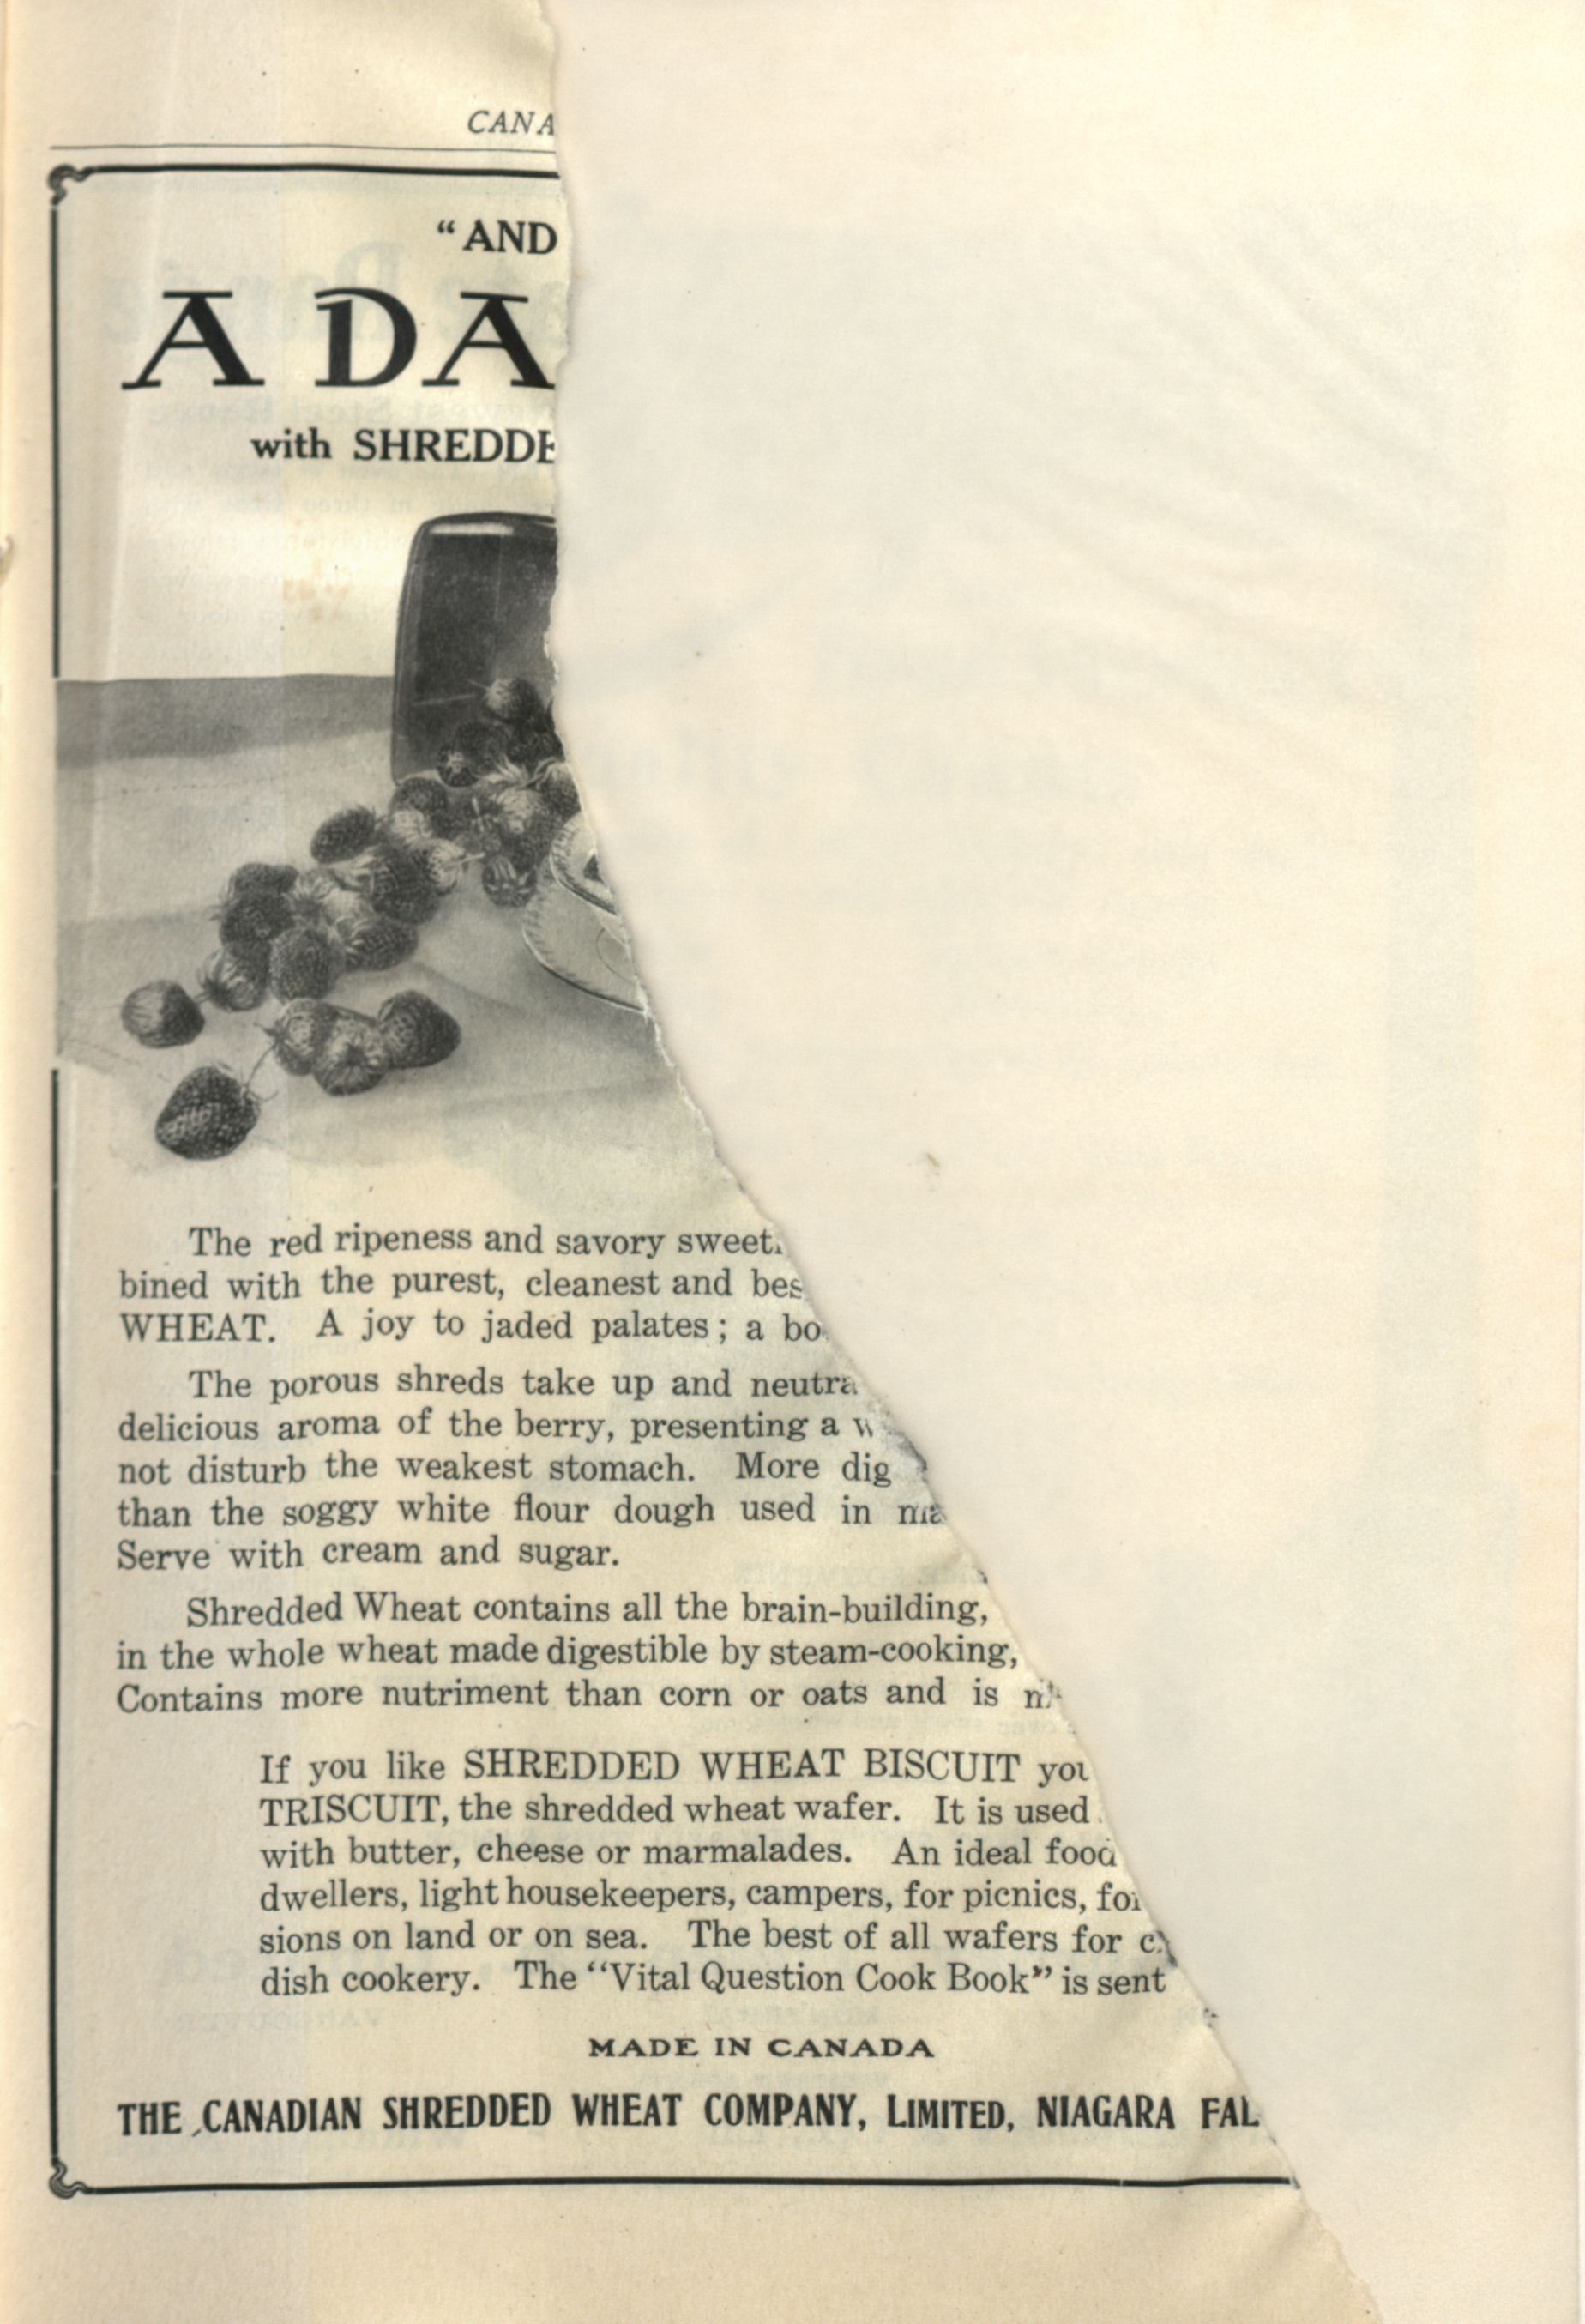 CANA
“AND
A DA
with SHREDDE
The red ripeness and savory sweet
bined with the purest, cleanest and bes
WHEAT. A joy to jaded palates; a bo
The porous shreds take up and neutra
delicious aroma of the berry, presenting a
not disturb the weakest stomach. More dig
than the soggy white flour dough used in ma
Serve with cream and sugar.
Shredded Wheat contains all the brain-building,
in the whole wheat made digestible by steam-cooking,
Contains more nutriment than corn or oats and is
If you like SHREDDED WHEAT BISCUIT you
TRISCUIT, the shredded wheat wafer. It is used
with butter, cheese or marmalades. An ideal food
dwellers, light housekeepers, campers, for picnics, for
sions on land or on sea. The best of all wafers for
dish cookery. The “Vital Question Cook Book” is sent
MADE IN CANADA
THE CANADIAN SHREDDED WHEAT COMPANY, LIMITED, NIAGARA FAL